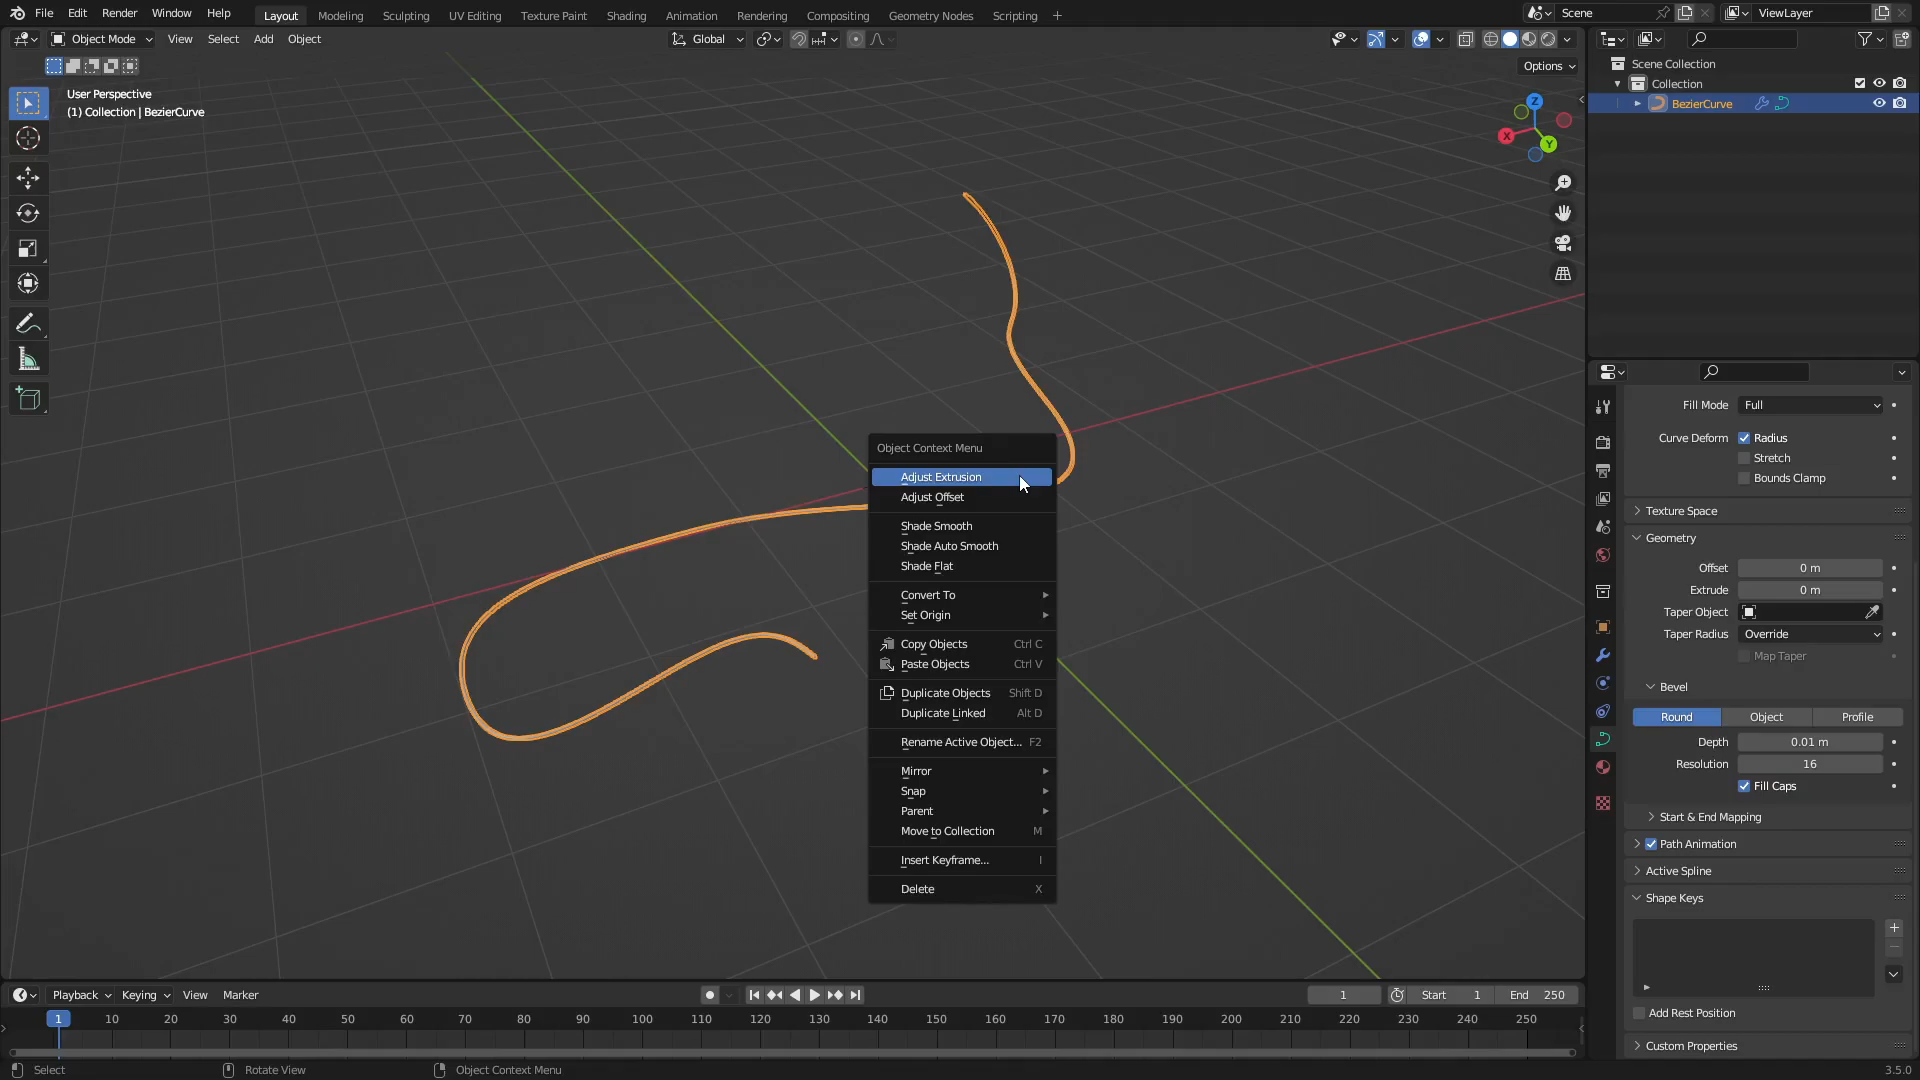 File Edit Render Window Help Layout Modeling Sculpting UV Editing Texture Paint Shading Animation Rendering Compositing Geometry Nodes Scripting + Scene ViewLayer
Object Mode View Select Add Object Global
Options
User Perspective
(1) Collection | BezierCurve
Z
X
Y
Object Context Menu
Adjust Extrusion
Adjust Offset
Shade Smooth
Shade Auto Smooth
Shade Flat
Convert To
Set Origin
Copy Objects Ctrl C
Paste Objects Ctrl V
Duplicate Objects Shift D
Duplicate Linked Alt D
Rename Active Object... F2
Mirror
Snap
Parent
Move to Collection M
Insert Keyframe... I
Delete X
Scene Collection
Collection
BezierCurve
Fill Mode Full
Curve Deform Radius
Stretch
Bounds Clamp
Texture Space
Geometry
Offset 0 m
Extrude 0 m
Taper Object
Taper Radius Override
Map Taper
Bevel
Round Object Profile
Depth 0.01 m
Resolution 16
Fill Caps
Start & End Mapping
Path Animation
Active Spline
Shape Keys
Add Rest Position
Custom Properties
Playback Keying View Marker 1 Start 1 End 250
1 10 20 30 40 50 60 70 80 90 100 110 120 130 140 150 160 170 180 190 200 210 220 230 240 250
Select Rotate View Object Context Menu 3.5.0